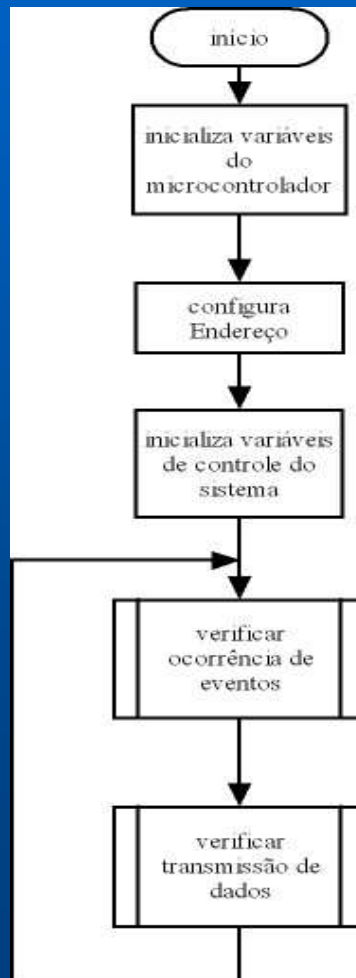 inicio
inicializa variáveis
do
microcontrolador
configura
Endereço
inicializa variáveis
de controle do
sistema
verificar
ocorrência de
eventos
verificar
transmissão de
dados